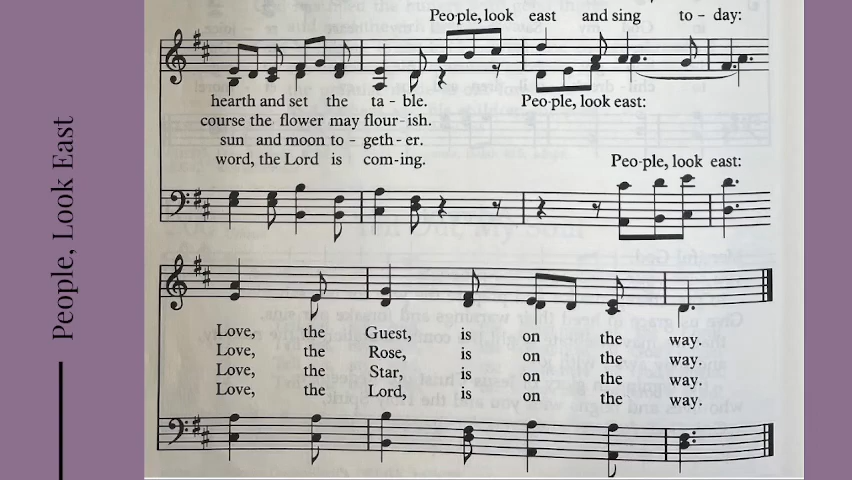 People, Look East
Peo-ple, look east and sing to - day:
hearth and set the ta - ble. Peo-ple, look east:
course the flower may flour-ish.
sun and moon to - geth-er.
word, the Lord is com-ing. Peo-ple, look east:
Love, the Guest, is on the way.
Love, the Rose, is on the way.
Love, the Star, is on the way.
Love, the Lord, is on the way.